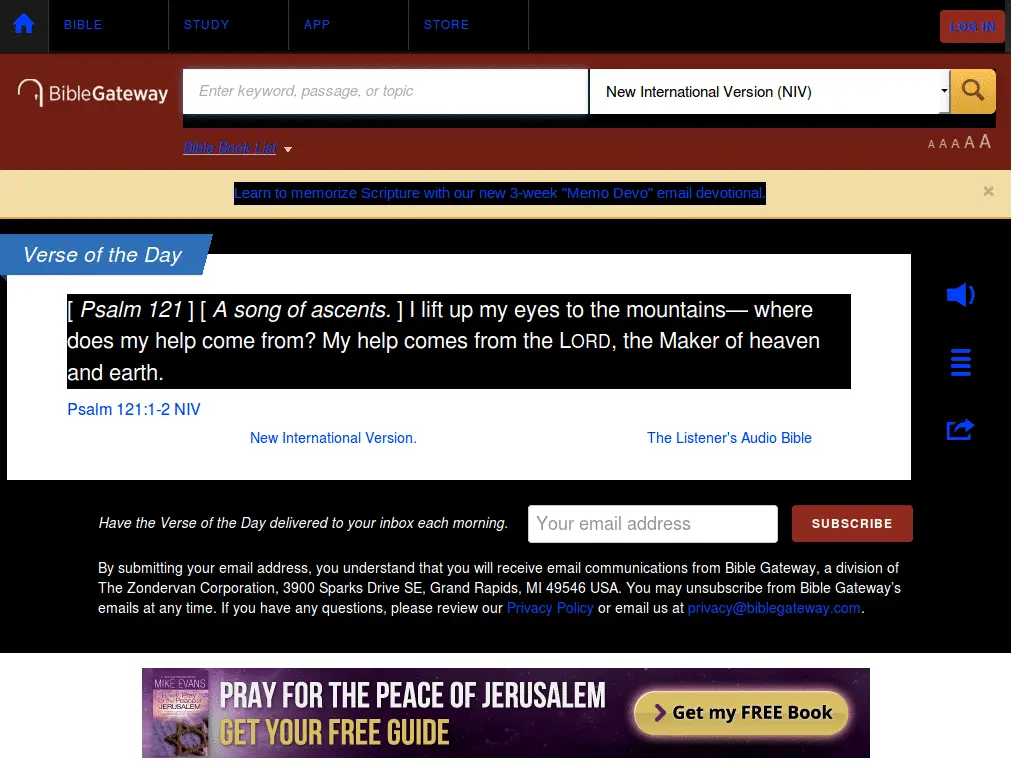 BIBLE STUDY APP STORE LOG IN
BibleGateway Enter keyword, passage, or topic New International Version (NIV)
Bible Book List A A A A A
Learn to memorize Scripture with our new 3-week "Memo Devo" email devotional. ×
Verse of the Day
[ Psalm 121 ] [ A song of ascents. ] I lift up my eyes to the mountains— where
does my help come from? My help comes from the LORD, the Maker of heaven
and earth.
Psalm 121:1-2 NIV
New International Version. The Listener's Audio Bible
Have the Verse of the Day delivered to your inbox each morning. Your email address SUBSCRIBE
By submitting your email address, you understand that you will receive email communications from Bible Gateway, a division of
The Zondervan Corporation, 3900 Sparks Drive SE, Grand Rapids, MI 49546 USA. You may unsubscribe from Bible Gateway’s
emails at any time. If you have any questions, please review our Privacy Policy or email us at privacy@biblegateway.com.
MIKE EVANS
JERUSALEM
PRAY FOR THE PEACE OF JERUSALEM
GET YOUR FREE GUIDE
Get my FREE Book